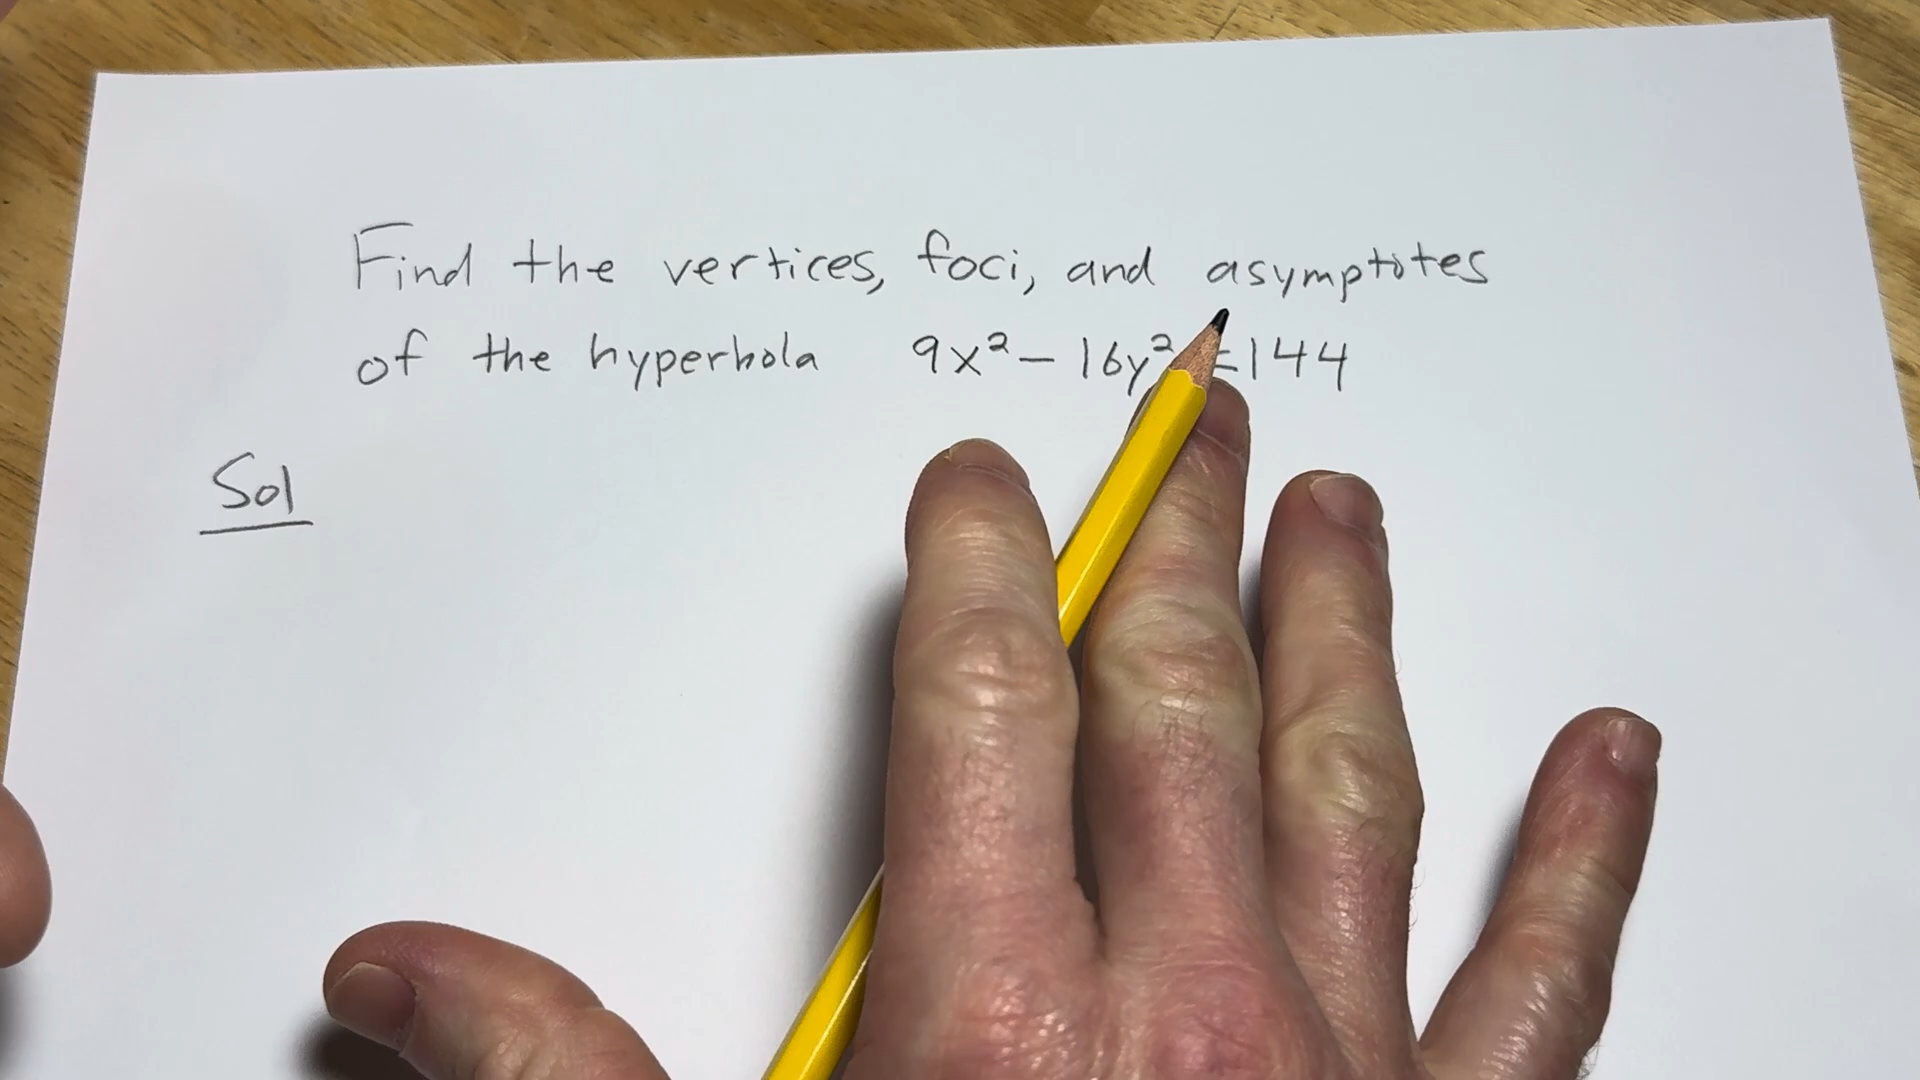 Find the vertices, foci, and asymptotes
of the hyperbola 9x² - 16y² = 144
Sol